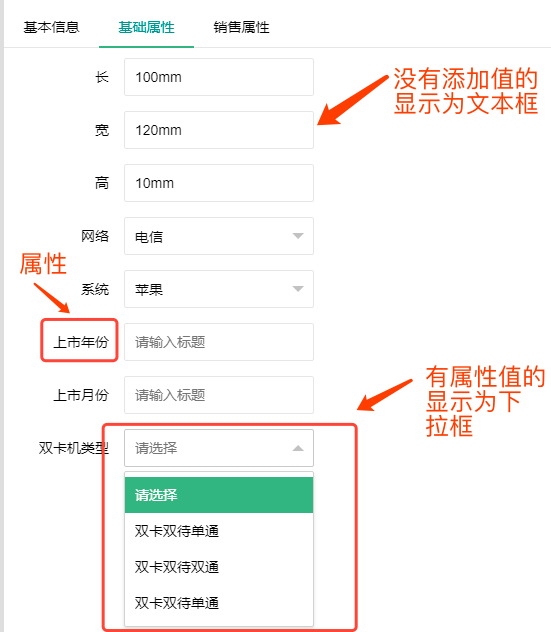 基本信息 基础属性 销售属性
长 100mm
没有添加值的
显示为文本框
宽 120mm
高 10mm
网络 电信
属性
系统 苹果
上市年份 请输入标题
有属性值的
显示为下
拉框
上市月份 请输入标题
双卡机类型 请选择
请选择
双卡双待单通
双卡双待双通
双卡双待单通